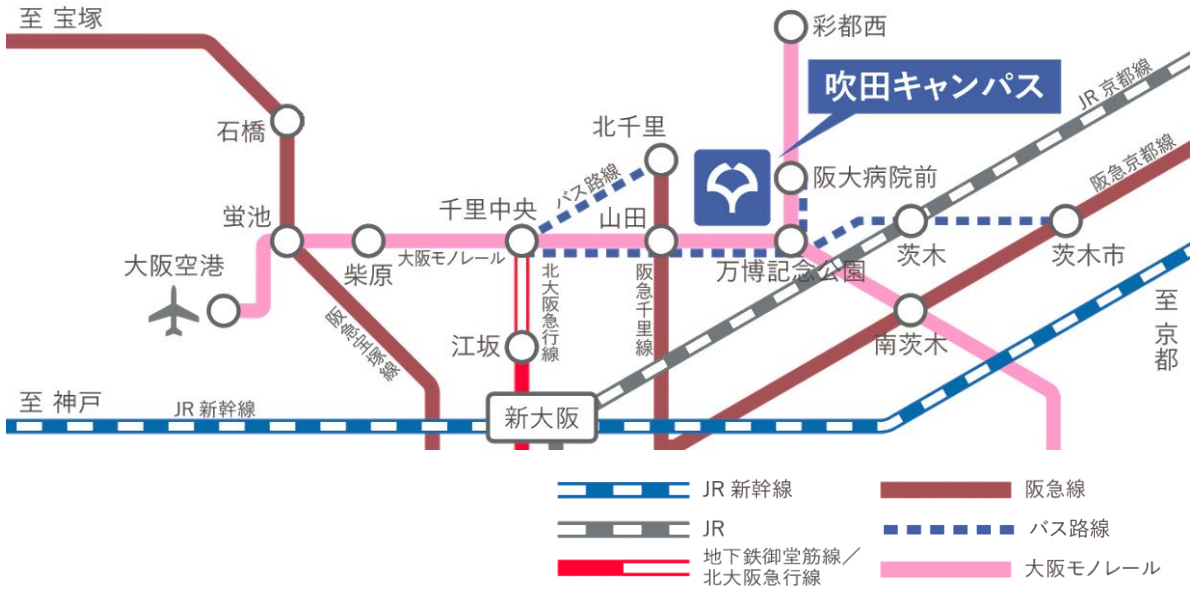 至 宝塚
彩都西
吹田キャンパス
JR 京都線
石橋
北千里
バス路線
阪大病院前
阪急京都線
蛍池
千里中央
山田
大阪空港
柴原
大阪モノレール
万博記念公園
茨木
茨木市
北大阪急行線
阪急千里線
阪急宝塚線
江坂
南茨木
至 京都
至 神戸
JR 新幹線
新大阪
JR 新幹線
阪急線
JR
バス路線
地下鉄御堂筋線／
北大阪急行線
大阪モノレール